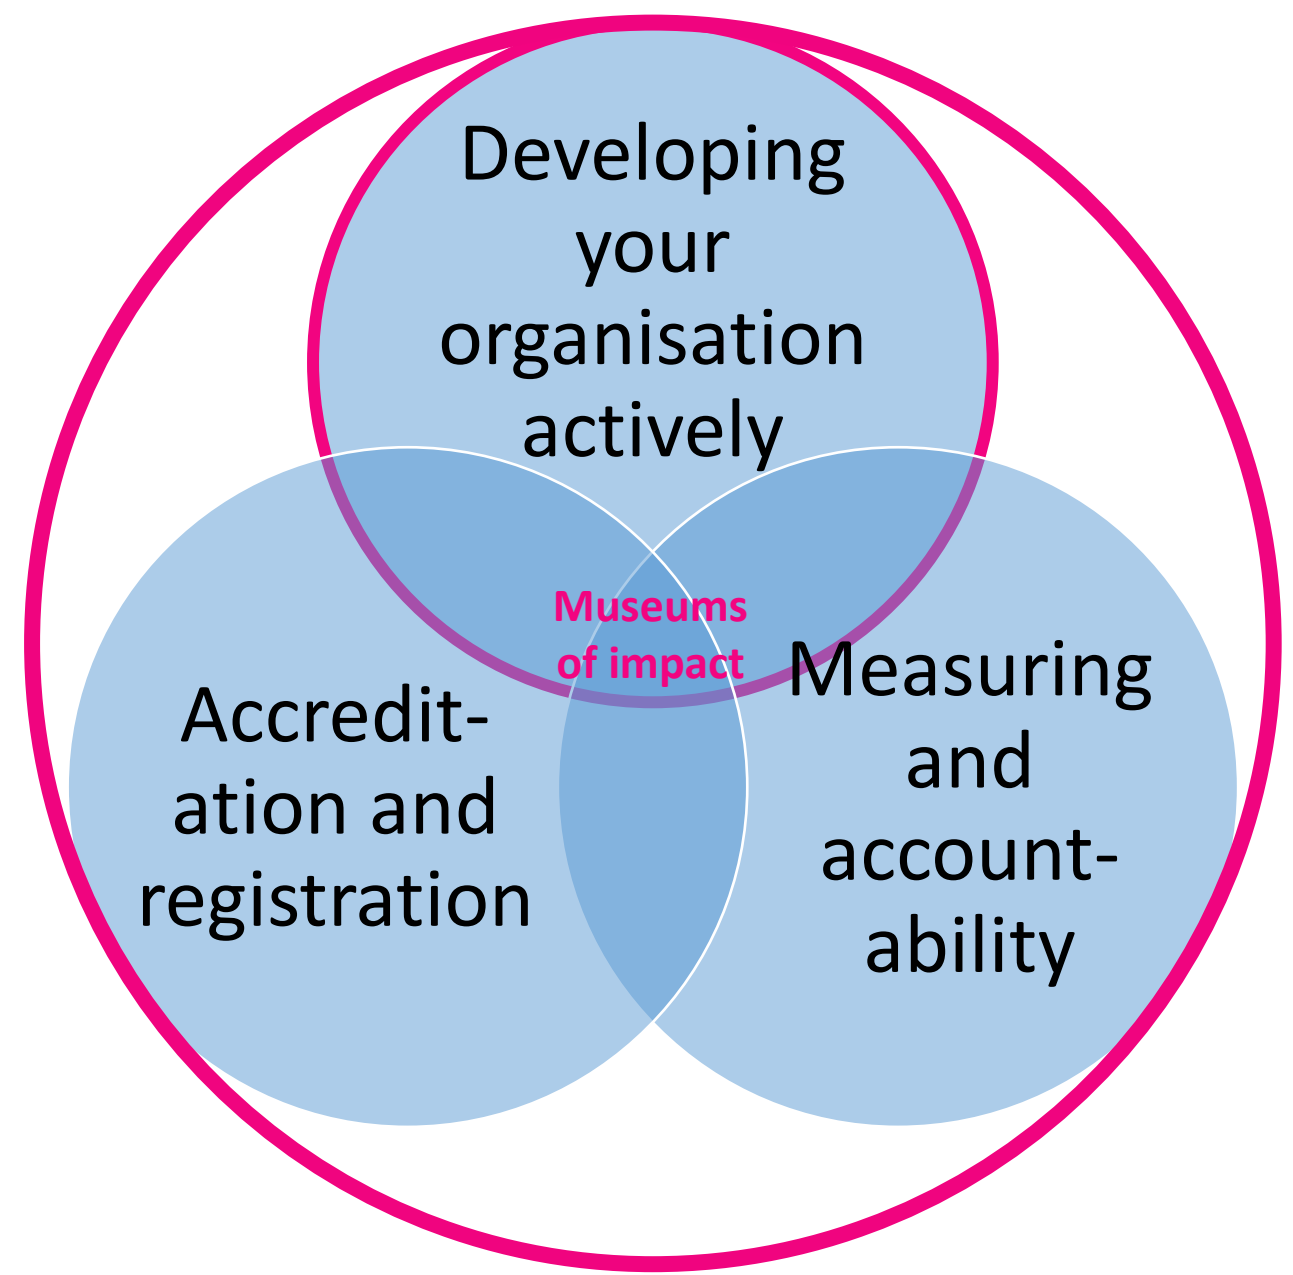 Developing
your
organisation
actively
Museums
of impact
Accredit-
ation and
registration
Measuring
and
account-
ability